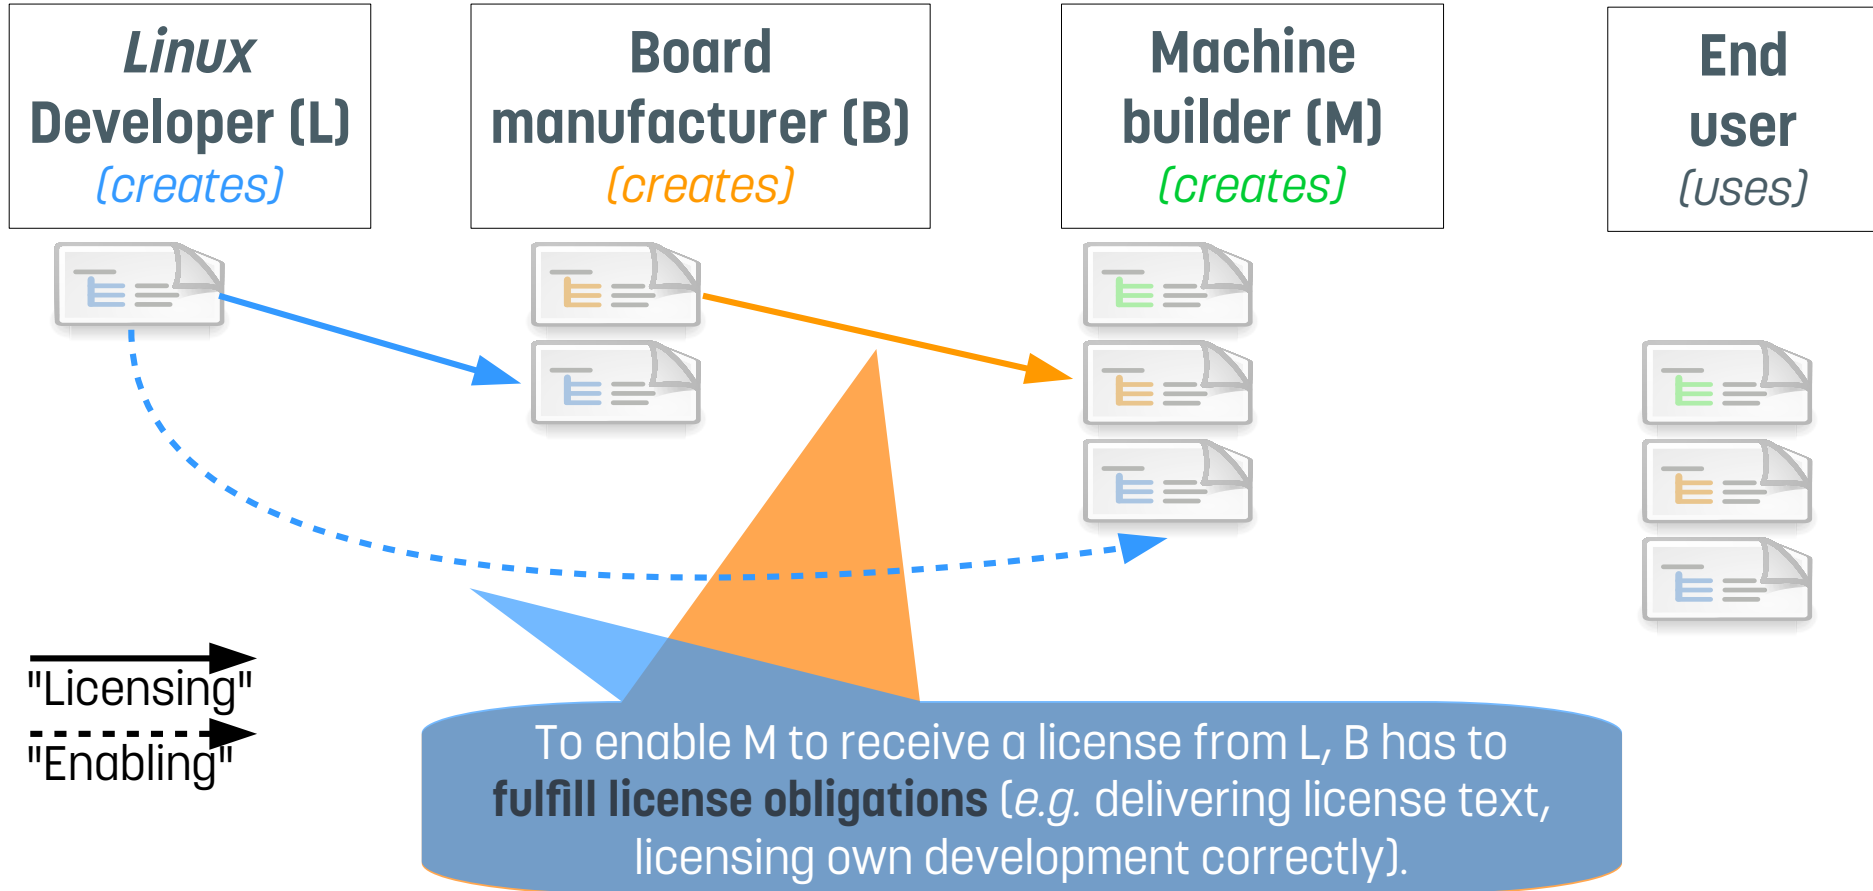 Linux
Developer (L)
(creates)
Board
manufacturer (B)
(creates)
Machine
builder (M)
(creates)
End
user
(uses)
"Licensing"
"Enabling"
To enable M to receive a license from L, B has to
fulfill license obligations (e.g. delivering license text,
licensing own development correctly).